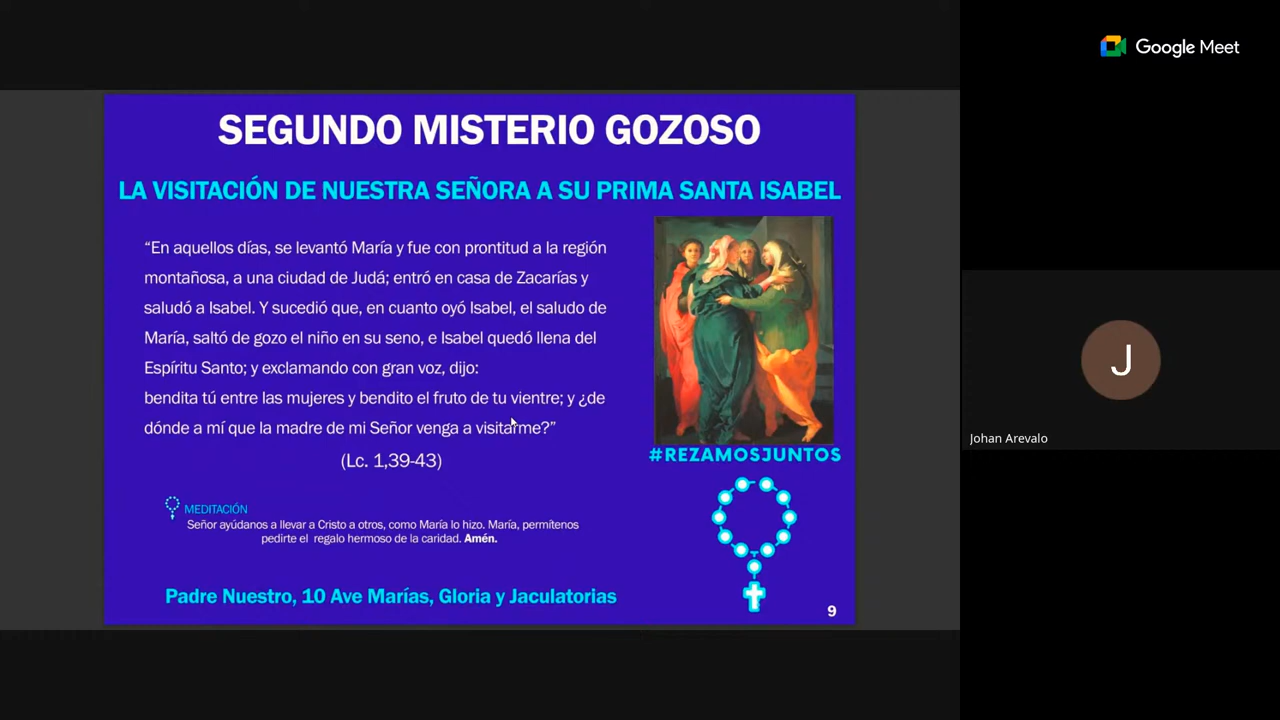 SEGUNDO MISTERIO GOZOSO
LA VISITACIÓN DE NUESTRA SEÑORA A SU PRIMA SANTA ISABEL
“En aquellos días, se levantó María y fue con prontitud a la región
montañosa, a una ciudad de Judá; entró en casa de Zacarías y
saludó a Isabel. Y sucedió que, en cuanto oyó Isabel, el saludo de
María, saltó de gozo el niño en su seno, e Isabel quedó llena del
Espíritu Santo; y exclamando con gran voz, dijo:
bendita tú entre las mujeres y bendito el fruto de tu vientre; y ¿de
dónde a mí que la madre de mi Señor venga a visitarme?”
(Lc. 1,39-43)
#REZAMOSJUNTOS
MEDITACIÓN
Señor ayúdanos a llevar a Cristo a otros, como María lo hizo. María, permítenos
pedirte el regalo hermoso de la caridad. Amén.
Padre Nuestro, 10 Ave Marías, Gloria y Jaculatorias
9
Google Meet
J
Johan Arevalo